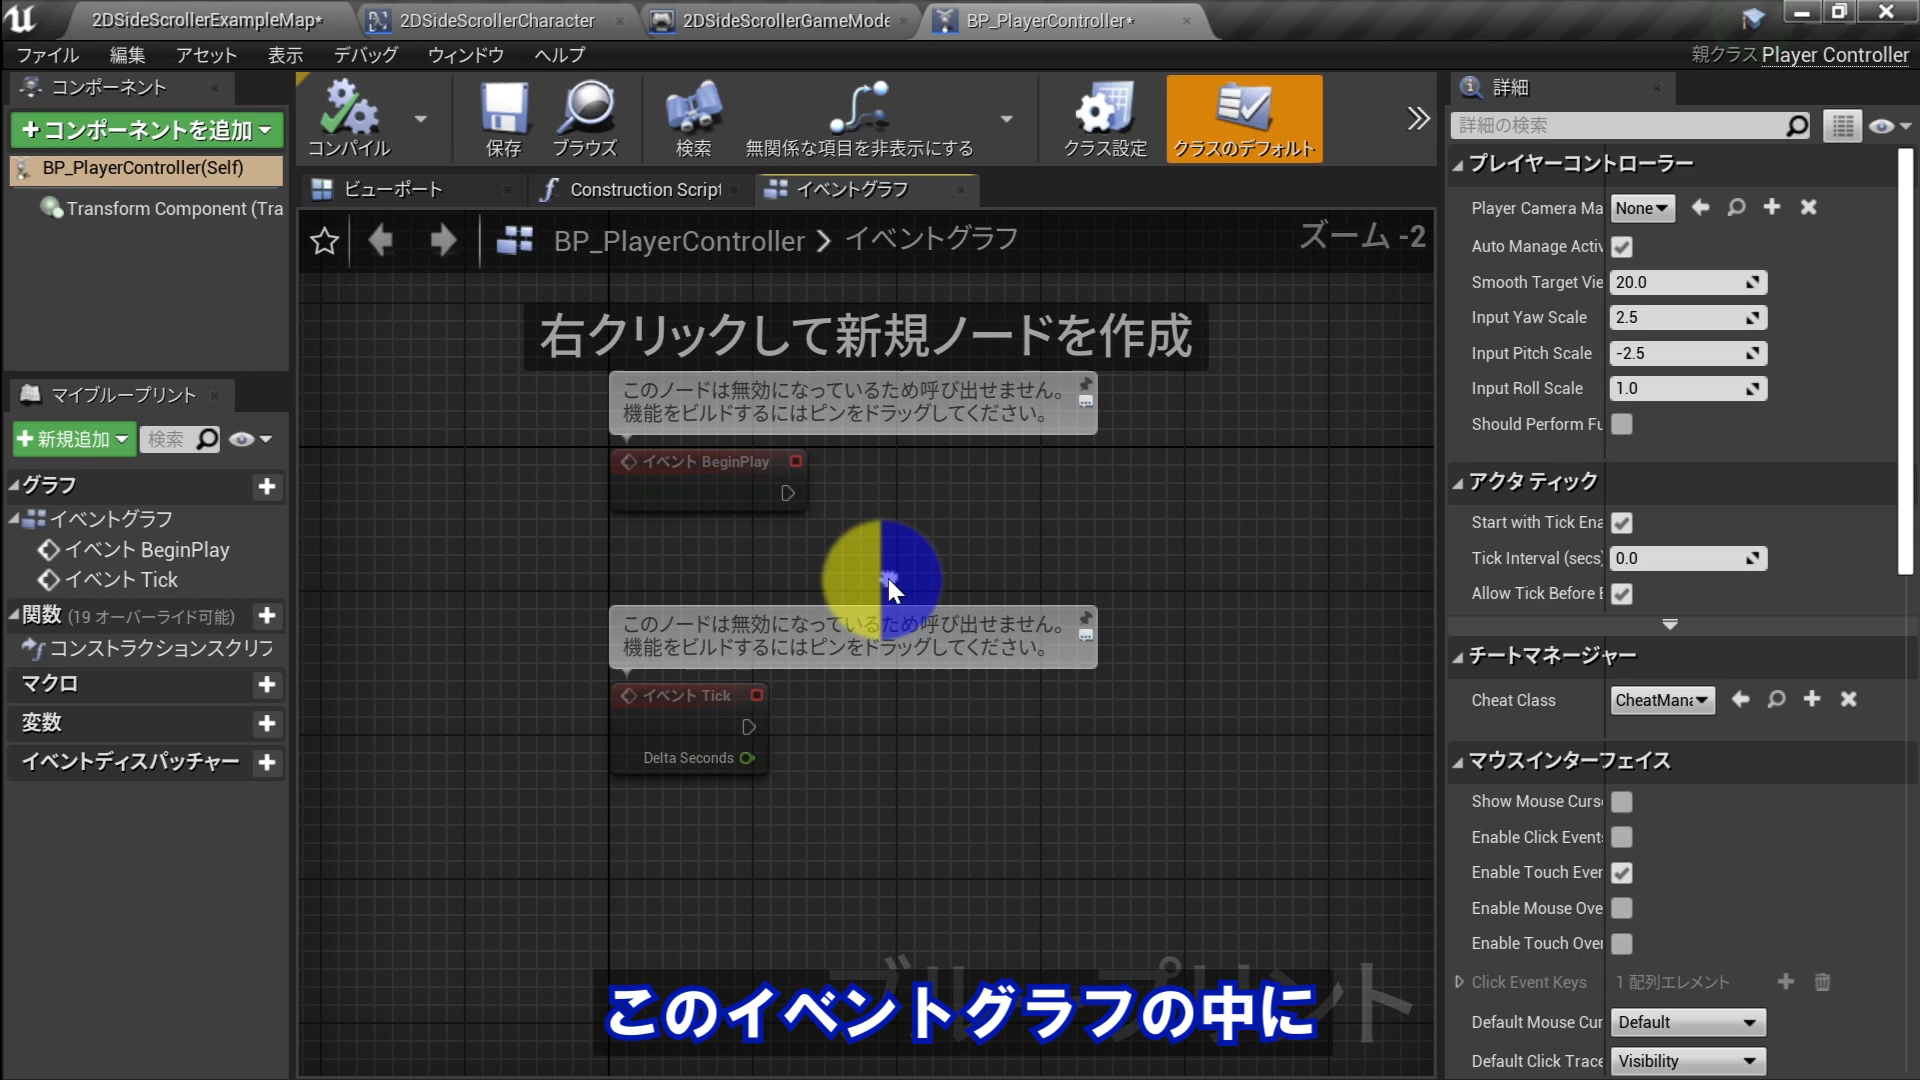 2DSideScrollerExampleMap*
2DSideScrollerCharacter
2DSideScrollerGameMode
BP_PlayerController*
ファイル 編集 アセット 表示 デバッグ ウィンドウ ヘルプ
親クラス Player Controller
コンポーネント
+コンポーネントを追加
BP_PlayerController(Self)
Transform Component (Tra
マイブループリント
+新規追加
検索
グラフ
イベントグラフ
イベント BeginPlay
イベント Tick
関数 (19 オーバーライド可能)
コンストラクションスクリプ
マクロ
変数
イベントディスパッチャー
コンパイル
保存
ブラウズ
検索
無関係な項目を非表示にする
クラス設定
クラスのデフォルト
ビューポート
Construction Script
イベントグラフ
BP_PlayerController > イベントグラフ
ズーム -2
右クリックして新規ノードを作成
このノードは無効になっているため呼び出せません。
機能をビルドするにはピンをドラッグしてください。
イベント BeginPlay
このノードは無効になっているため呼び出せません。
機能をビルドするにはピンをドラッグしてください。
イベント Tick
Delta Seconds
ブループリント
このイベントグラフの中に
詳細
詳細の検索
プレイヤーコントローラー
Player Camera Ma None
Auto Manage Activ
Smooth Target Vie 20.0
Input Yaw Scale 2.5
Input Pitch Scale -2.5
Input Roll Scale 1.0
Should Perform Fu
アクタ ティック
Start with Tick Ena
Tick Interval (secs) 0.0
Allow Tick Before B
チートマネージャー
Cheat Class CheatMana
マウスインターフェイス
Show Mouse Curs
Enable Click Event
Enable Touch Ever
Enable Mouse Ove
Enable Touch Over
Click Event Keys 1 配列エレメント
Default Mouse Cur Default
Default Click Trace Visibility